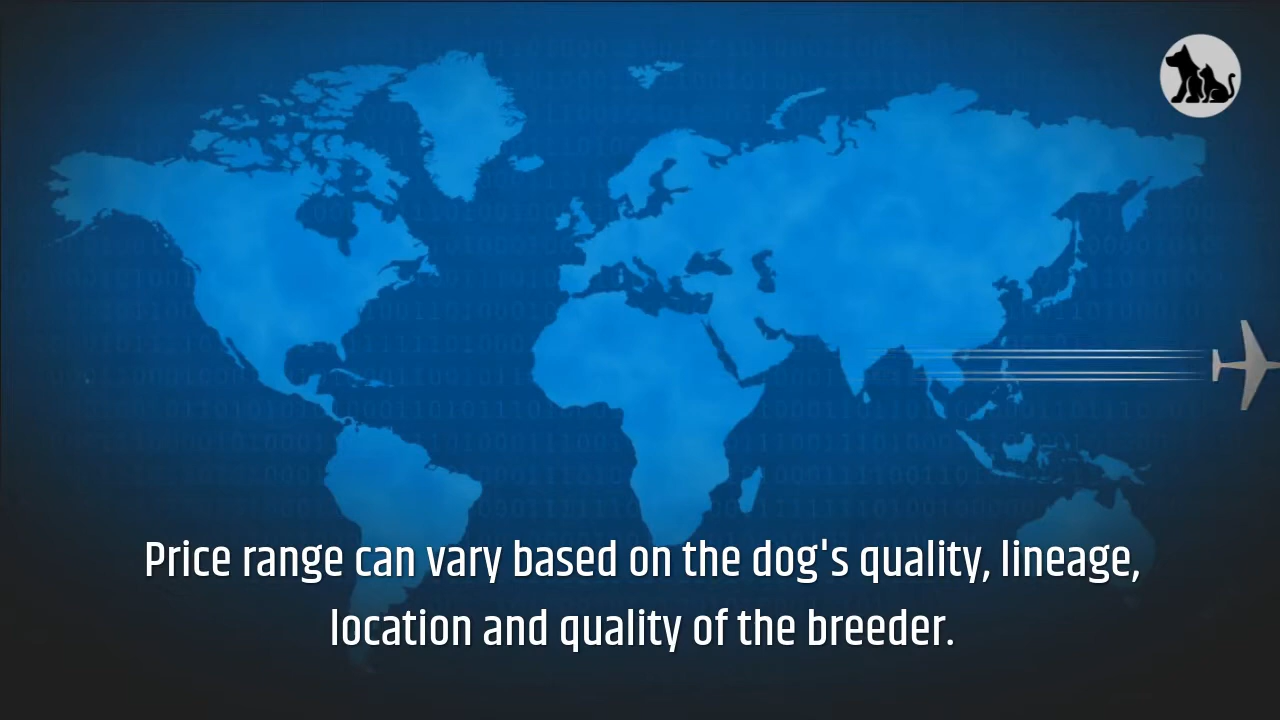 Price range can vary based on the dog's quality, lineage,
location and quality of the breeder.